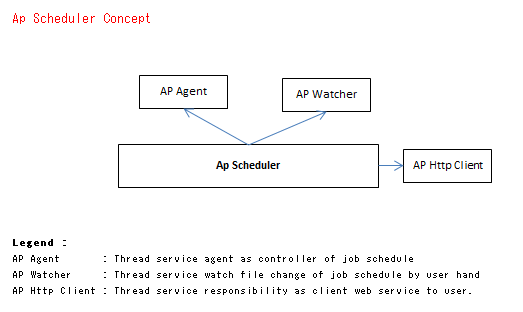 Ap Scheduler Concept
AP Agent
AP Watcher
Ap Scheduler
AP Http Client
Legend :
AP Agent : Thread service agent as controller of job schedule
AP Watcher : Thread service watch file change of job schedule by user hand
AP Http Client : Thread service responsibility as client web service to user.